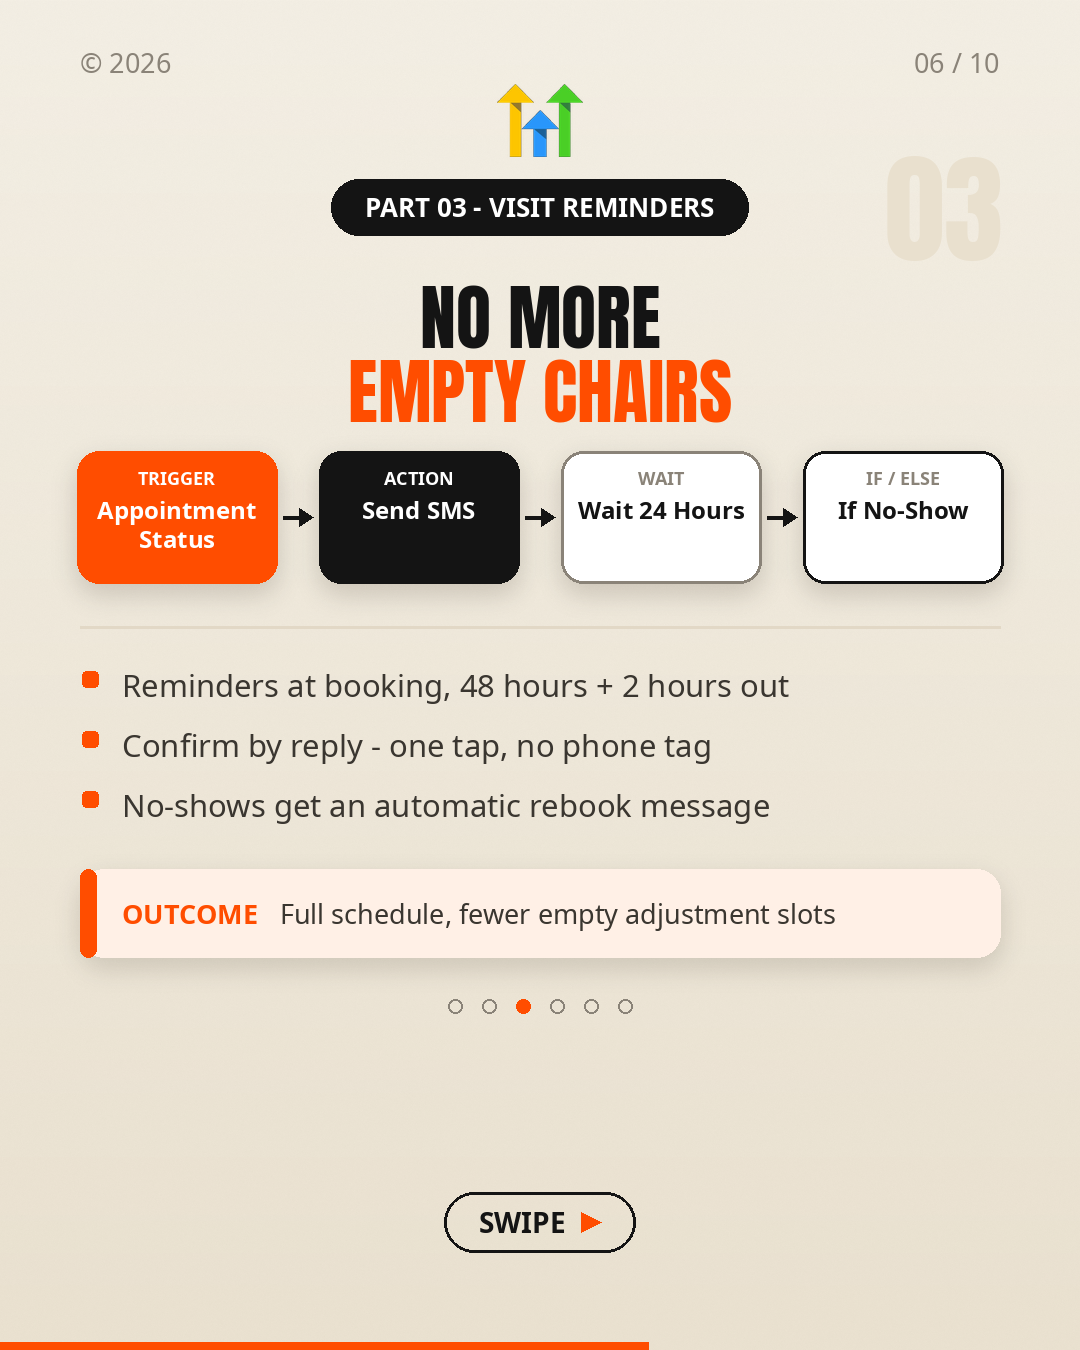 © 2026
06 / 10
PART 03 - VISIT REMINDERS
03
NO MORE
EMPTY CHAIRS
TRIGGER
Appointment
Status
ACTION
Send SMS
WAIT
Wait 24 Hours
IF / ELSE
If No-Show
Reminders at booking, 48 hours + 2 hours out
Confirm by reply - one tap, no phone tag
No-shows get an automatic rebook message
OUTCOME Full schedule, fewer empty adjustment slots
SWIPE